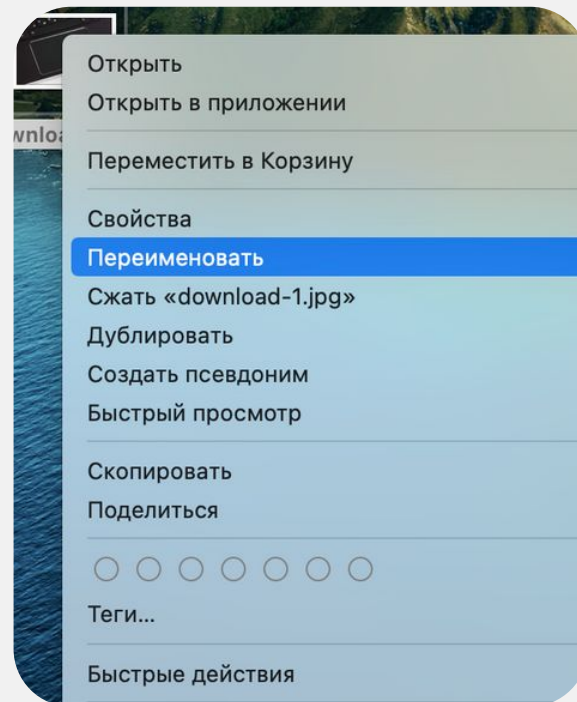 Открыть
Открыть в приложении
wnloa
Переместить в Корзину
Свойства
Переименовать
Сжать «download-1.jpg»
Дублировать
Создать псевдоним
Быстрый просмотр
Скопировать
Поделиться
Теги...
Быстрые действия